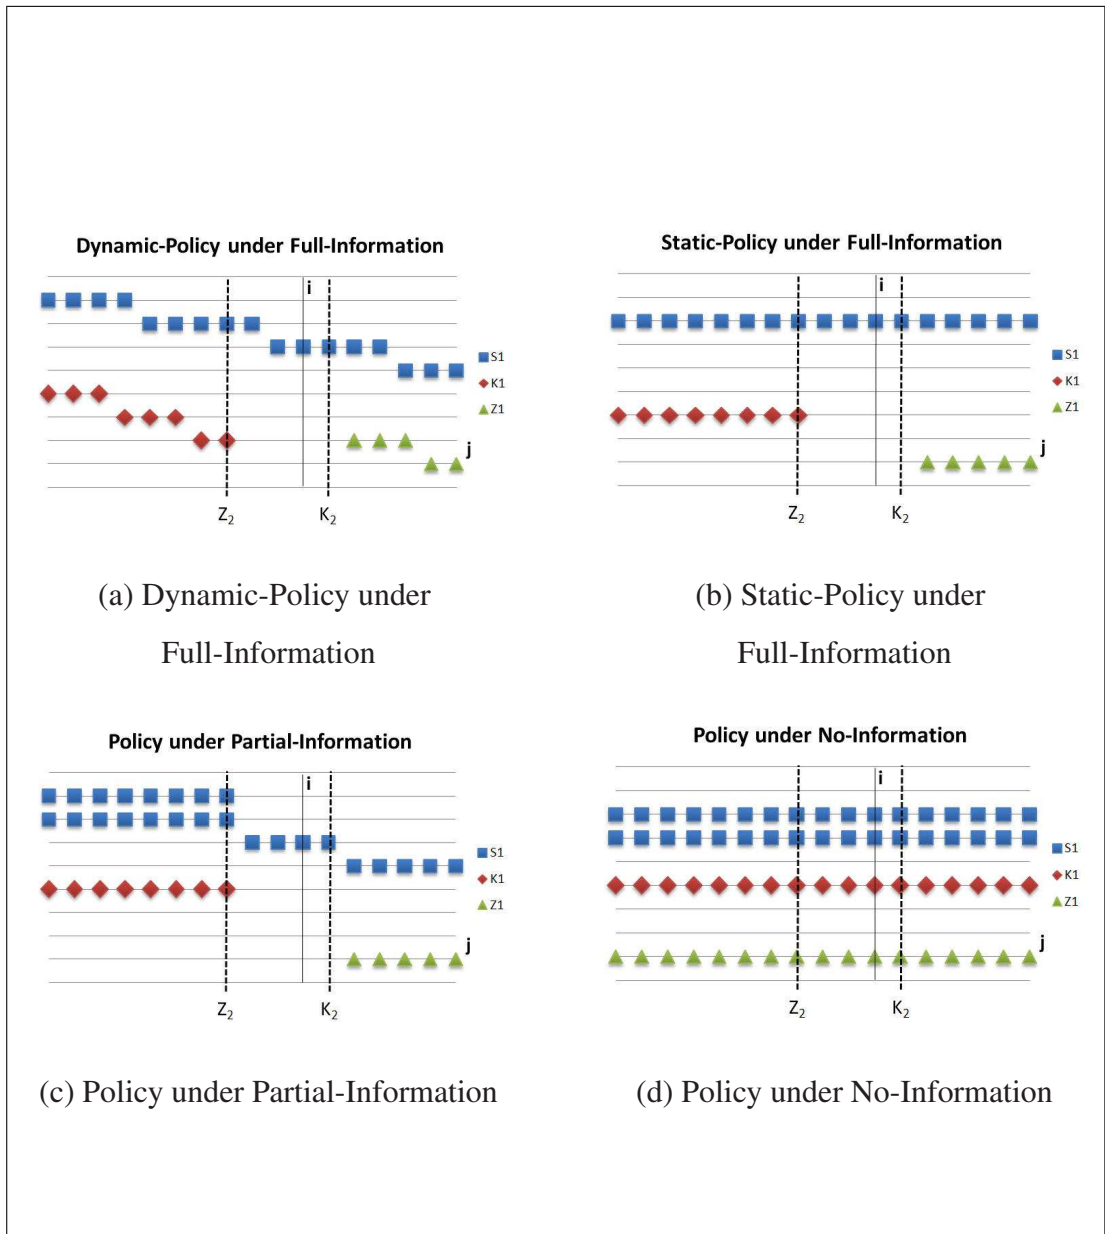 Dynamic-Policy under Full-Information
i
S1
K1
Z1
j
Z2
K2
(a) Dynamic-Policy under
Full-Information
Static-Policy under Full-Information
i
S1
K1
Z1
j
Z2
K2
(b) Static-Policy under
Full-Information
Policy under Partial-Information
i
S1
K1
Z1
j
Z2
K2
(c) Policy under Partial-Information
Policy under No-Information
i
S1
K1
Z1
j
Z2
K2
(d) Policy under No-Information